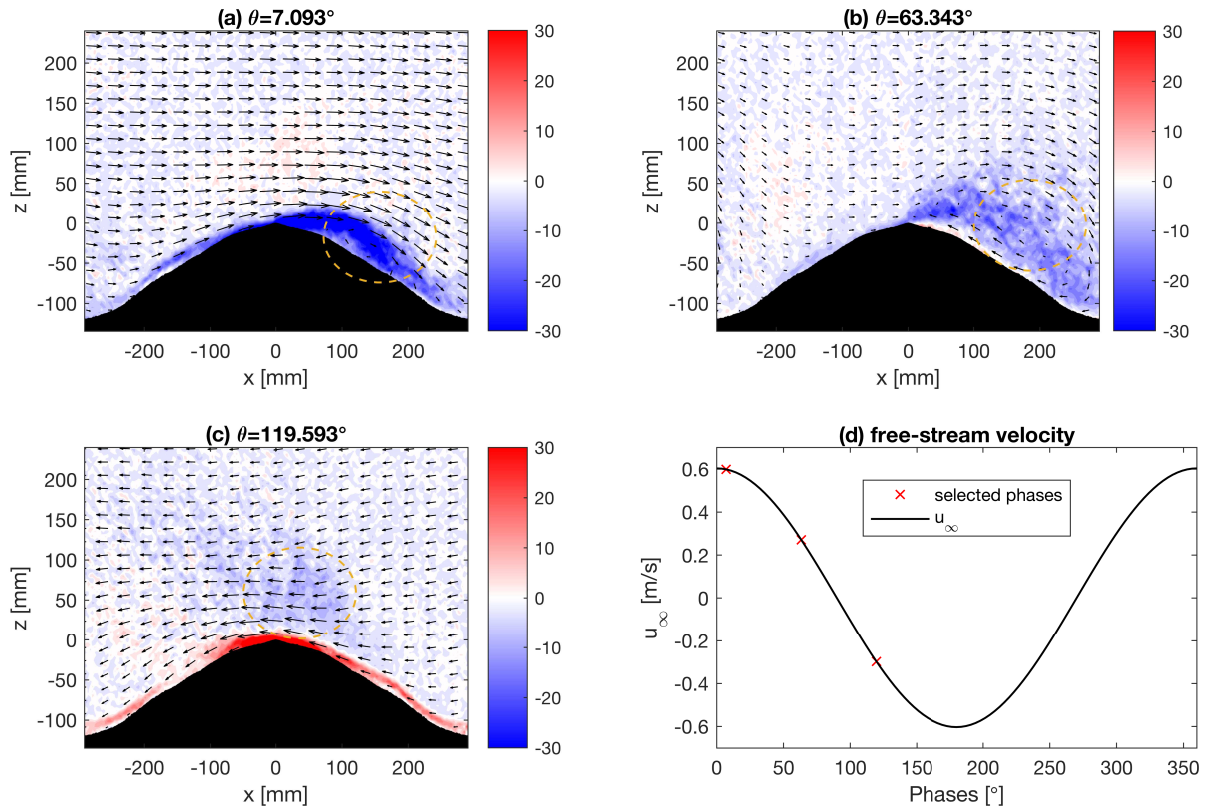 (a) θ=7.093°
z [mm]
200
150
100
50
0
-50
-100
-200 -100 0 100 200
x [mm]
30
20
10
0
-10
-20
-30
(b) θ=63.343°
z [mm]
200
150
100
50
0
-50
-100
-200 -100 0 100 200
x [mm]
30
20
10
0
-10
-20
-30
(c) θ=119.593°
z [mm]
200
150
100
50
0
-50
-100
-200 -100 0 100 200
x [mm]
30
20
10
0
-10
-20
-30
(d) free-stream velocity
selected phases
u∞
u∞ [m/s]
0.6
0.4
0.2
0
-0.2
-0.4
-0.6
0 50 100 150 200 250 300 350
Phases [°]